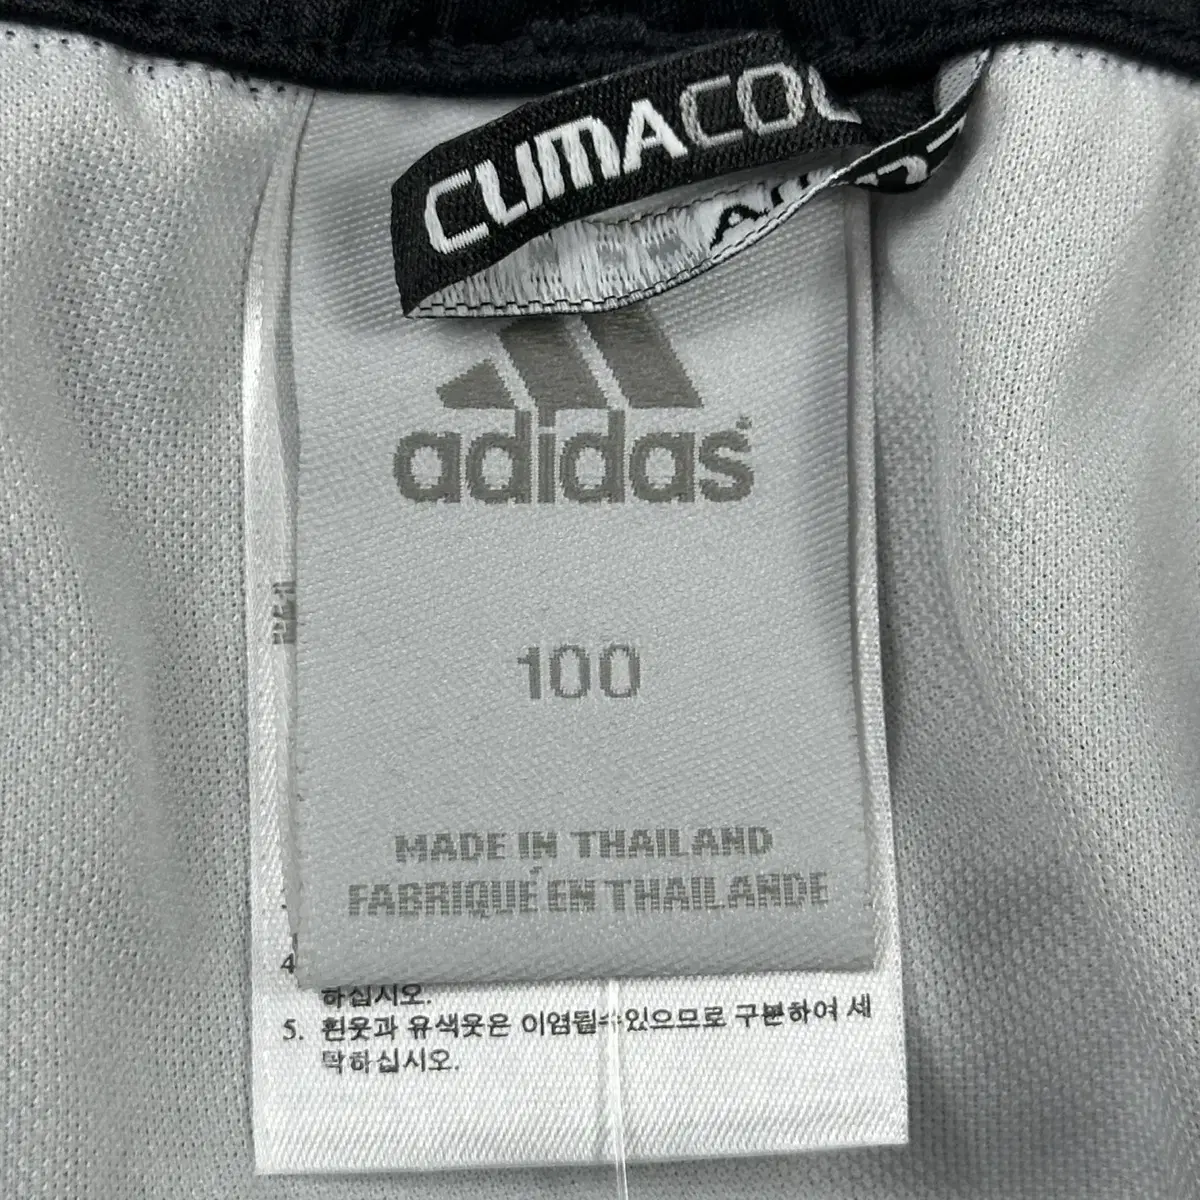 CLIMACOO
adidas
100
MADE IN THAILAND
FABRIQUÉ EN THAILANDE
4
하십시오.
5. 흰옷과 유색옷은 이염될수있으므로 구분하여 세
탁하십시오.